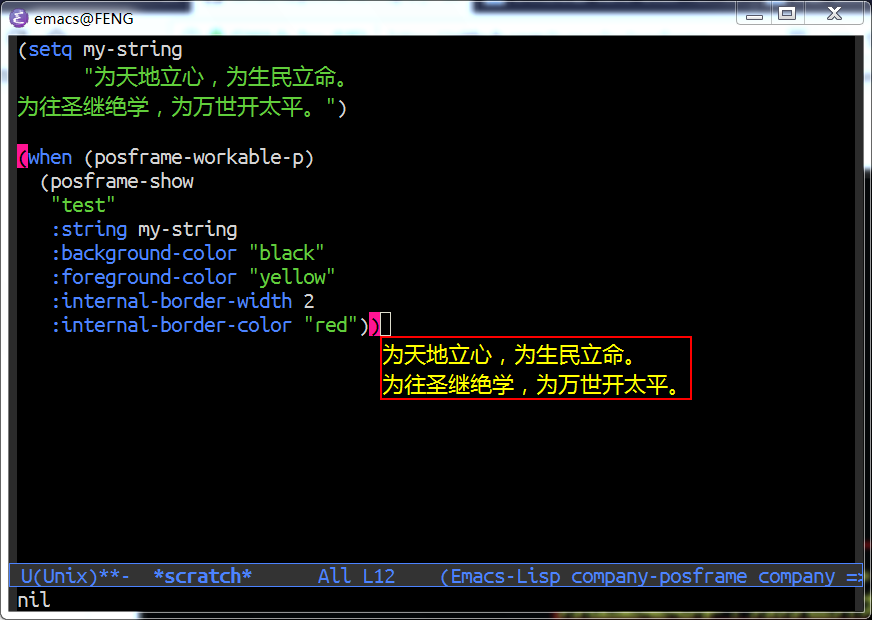 emacs@FENG
(setq my-string
"为天地立心，为生民立命。
为往圣继绝学，为万世开太平。")
(when (posframe-workable-p)
(posframe-show
"test"
:string my-string
:background-color "black"
:foreground-color "yellow"
:internal-border-width 2
:internal-border-color "red"))
为天地立心，为生民立命。
为往圣继绝学，为万世开太平。
U(Unix)**-  *scratch*      All L12    (Emacs-Lisp company-posframe company =>
nil